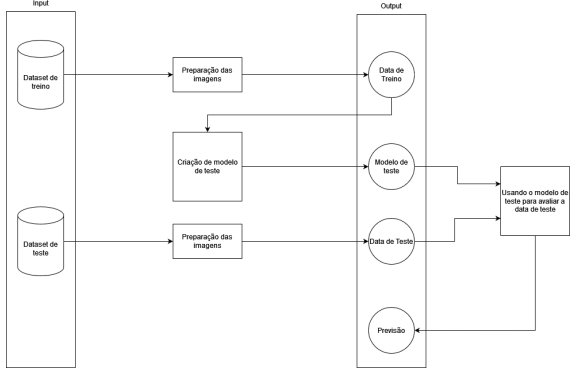 Input
Output
Dataset de
treino
Preparação das
imagens
Data de
Treino
Criação de modelo
de teste
Modelo de
teste
Usando o modelo de
teste para avaliar a
data de teste
Dataset de
teste
Preparação das
imagens
Data de Teste
Previsão